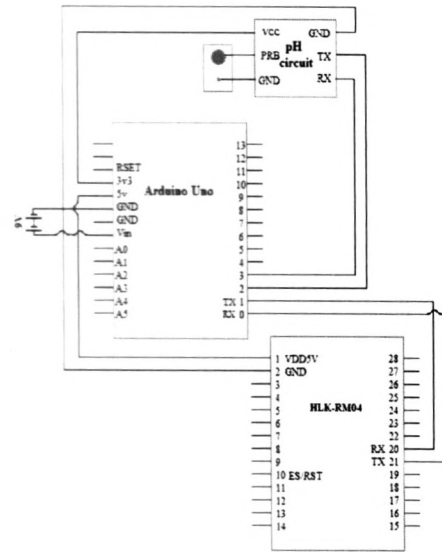 VCC GND
PRB pH TX
circuit
GND RX
Arduino Uno
13
12
RSET 11
3v3 10
5v 9
GND 8
GND 7
Vin 6
A0 5
A1 4
A2 3
A3 2
A4 TX 1
A5 RX 0
1 VDD5V 28
2 GND 27
3 26
4 25
5 HLK-RM04 24
6 23
7 22
8 RX 20
9 TX 21
10 ES/RST 19
11 18
12 17
13 16
14 15